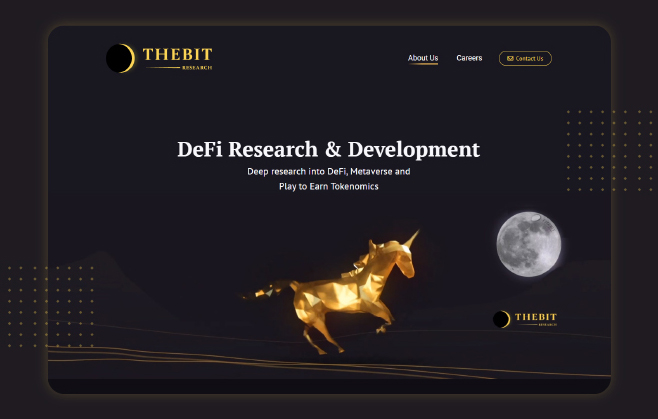 THEBIT
RESEARCH
About Us
Careers
Contact Us
DeFi Research & Development
Deep research into DeFi, Metaverse and
Play to Earn Tokenomics
THEBIT
RESEARCH